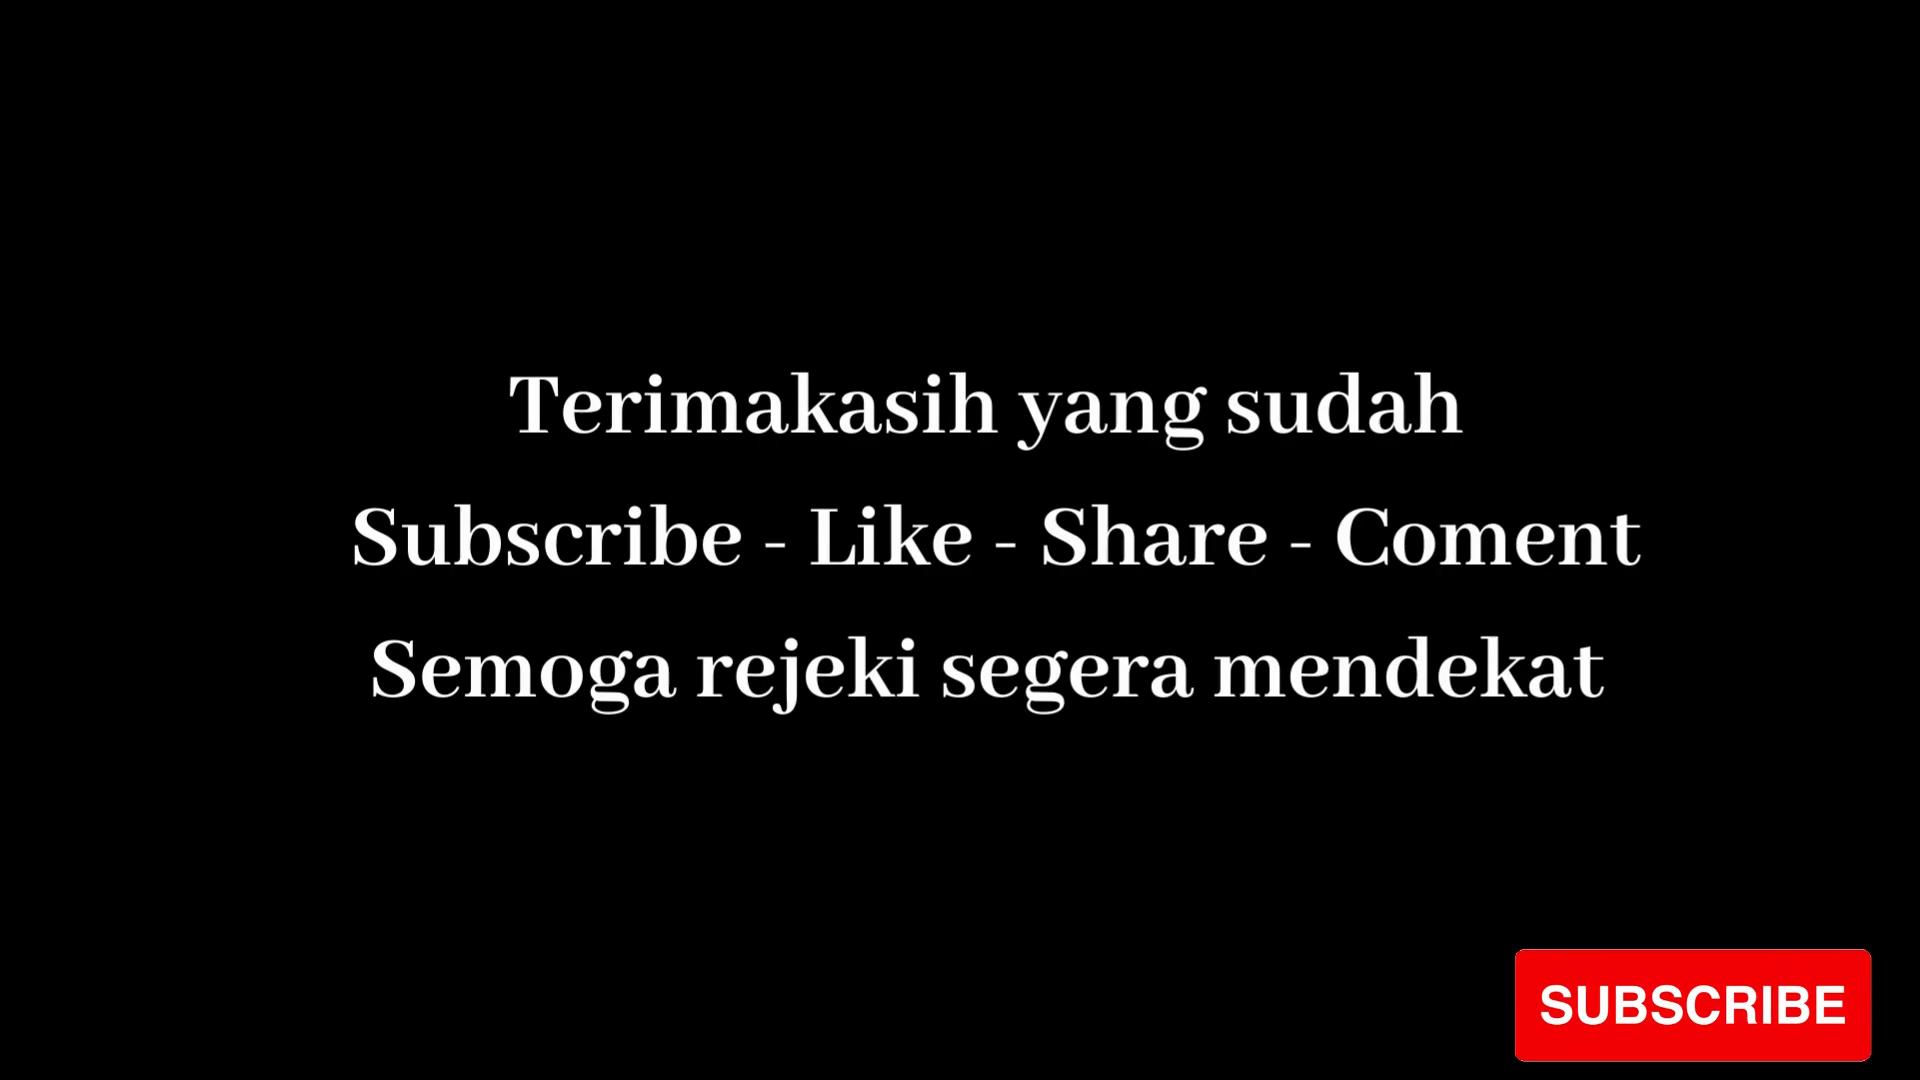 Terimakasih yang sudah
Subscribe - Like - Share - Coment
Semoga rejeki segera mendekat
SUBSCRIBE